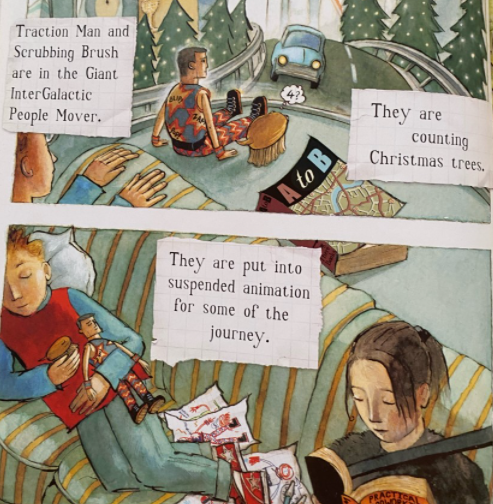 Traction Man and
Scrubbing Brush
are in the Giant
InterGalactic
People Mover.
4?
They are
counting
Christmas trees.
A to B
They are put into
suspended animation
for some of the
journey.
PRACTICAL